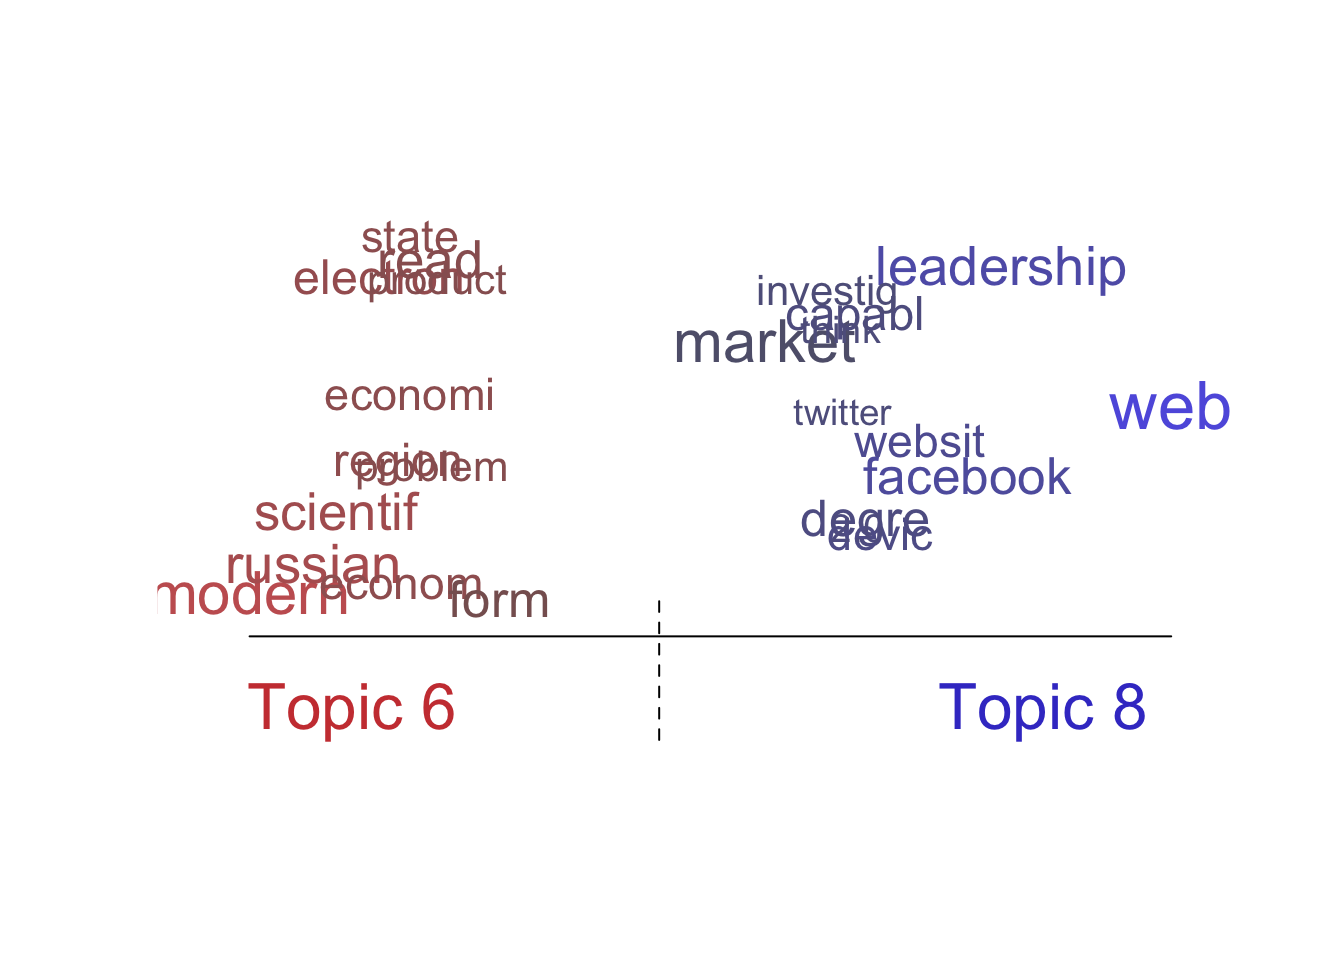 state
read
electron
product
economi
region
problem
scientif
russian
modern
econom
form
leadership
investig
capabl
think
market
twitter
web
websit
facebook
degre
devic
Topic 6
Topic 8